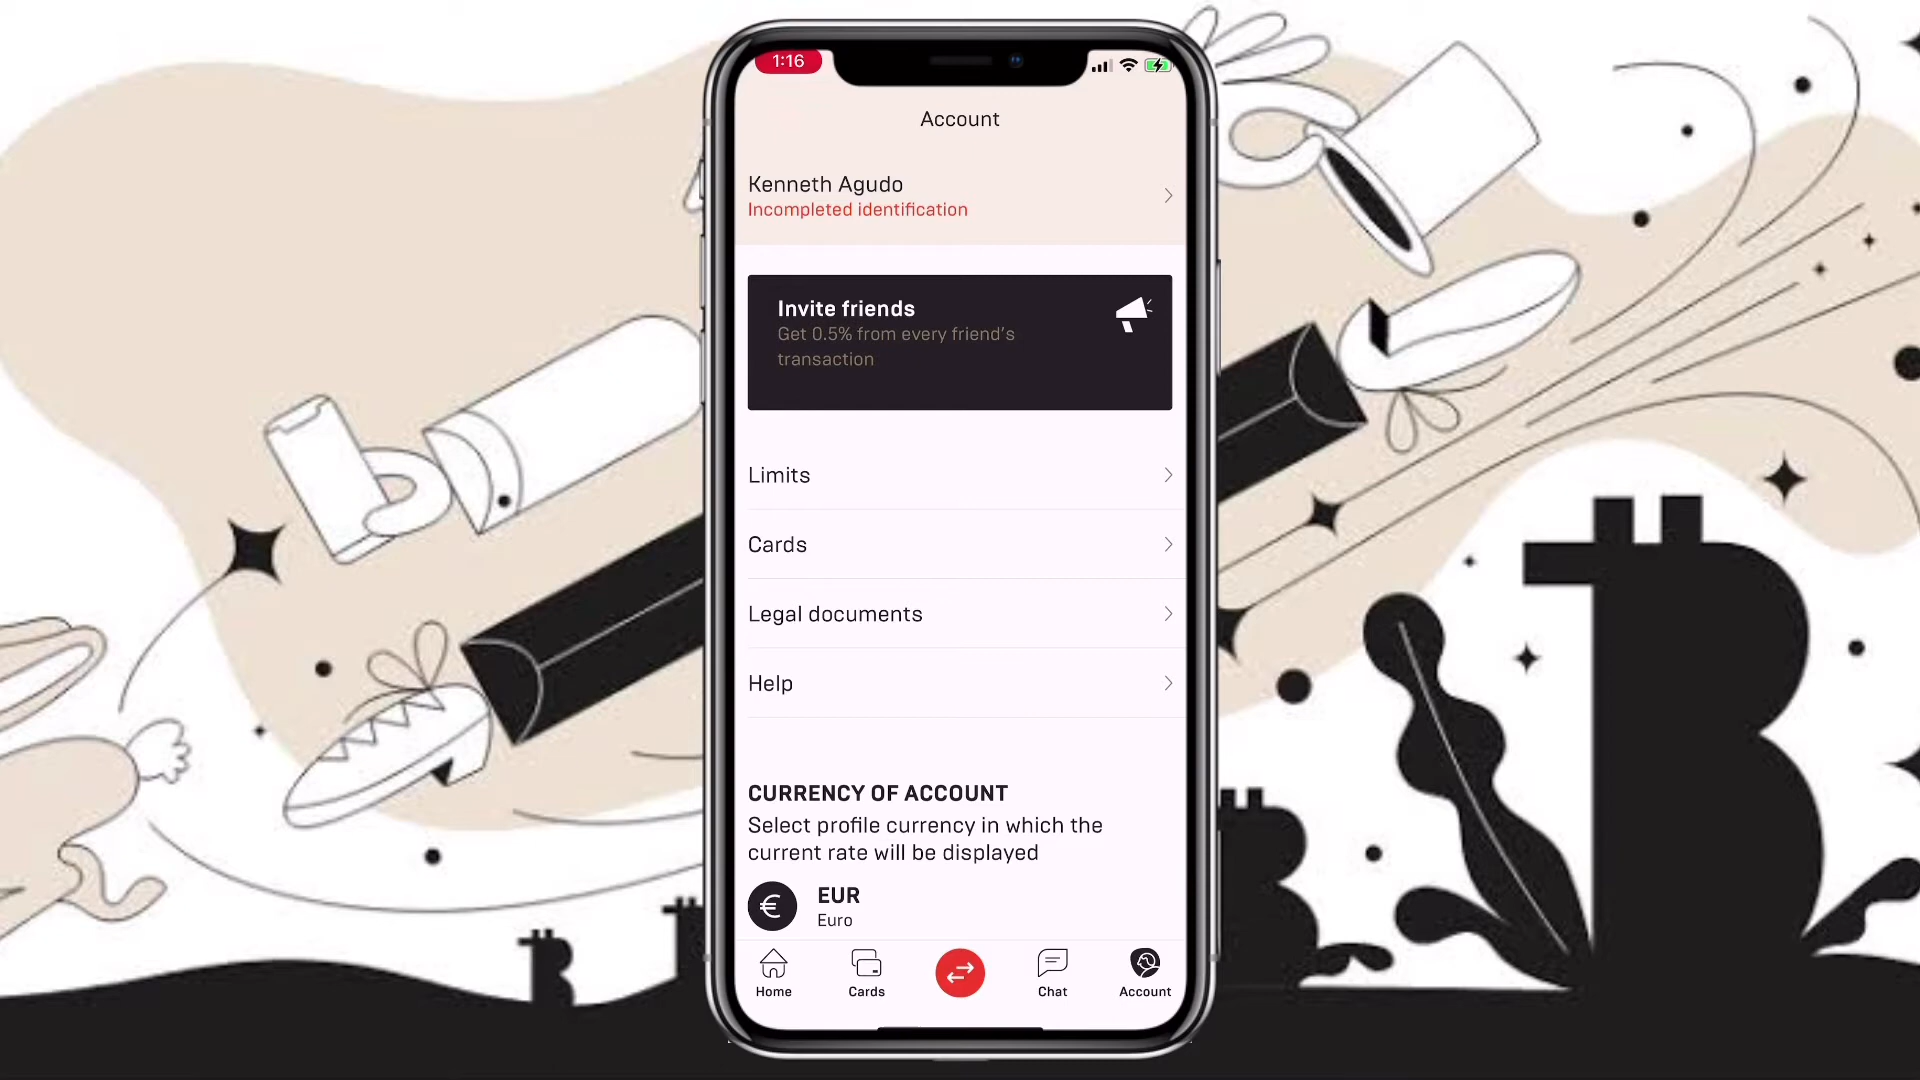 1:16
Account
Kenneth Agudo
Incompleted identification
Invite friends
Get 0.5% from every friend's
transaction
Limits
Cards
Legal documents
Help
CURRENCY OF ACCOUNT
Select profile currency in which the
current rate will be displayed
€ EUR
Euro
Home Cards Chat Account